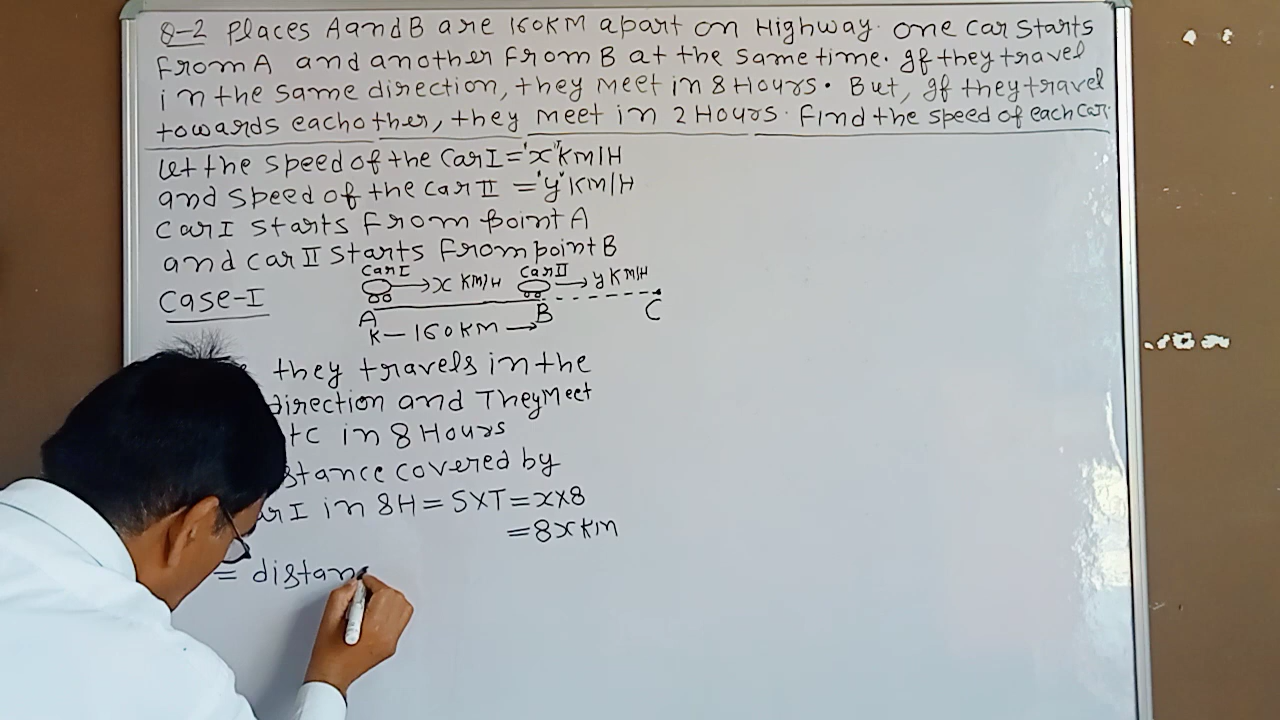 Q-2 Places A and B are 160KM apart on Highway. One car starts
From A and another From B at the same time. If they travel
in the same direction, they meet in 8 Hours. But, If they travel
towards each other, they meet in 2 Hours. Find the speed of each car.
Let the speed of the Car I = 'x' KM/H
and speed of the car II = 'y' KM/H
Car I starts From point A
and car II starts From point B
Car I → x KM/H Car II → y KM/H
Case-I
A B C
K— 160KM →
they travels in the
direction and They Meet
t C in 8 Hours
stance covered by
ar I in 8H = S×T = x×8
= 8x KM
= distan